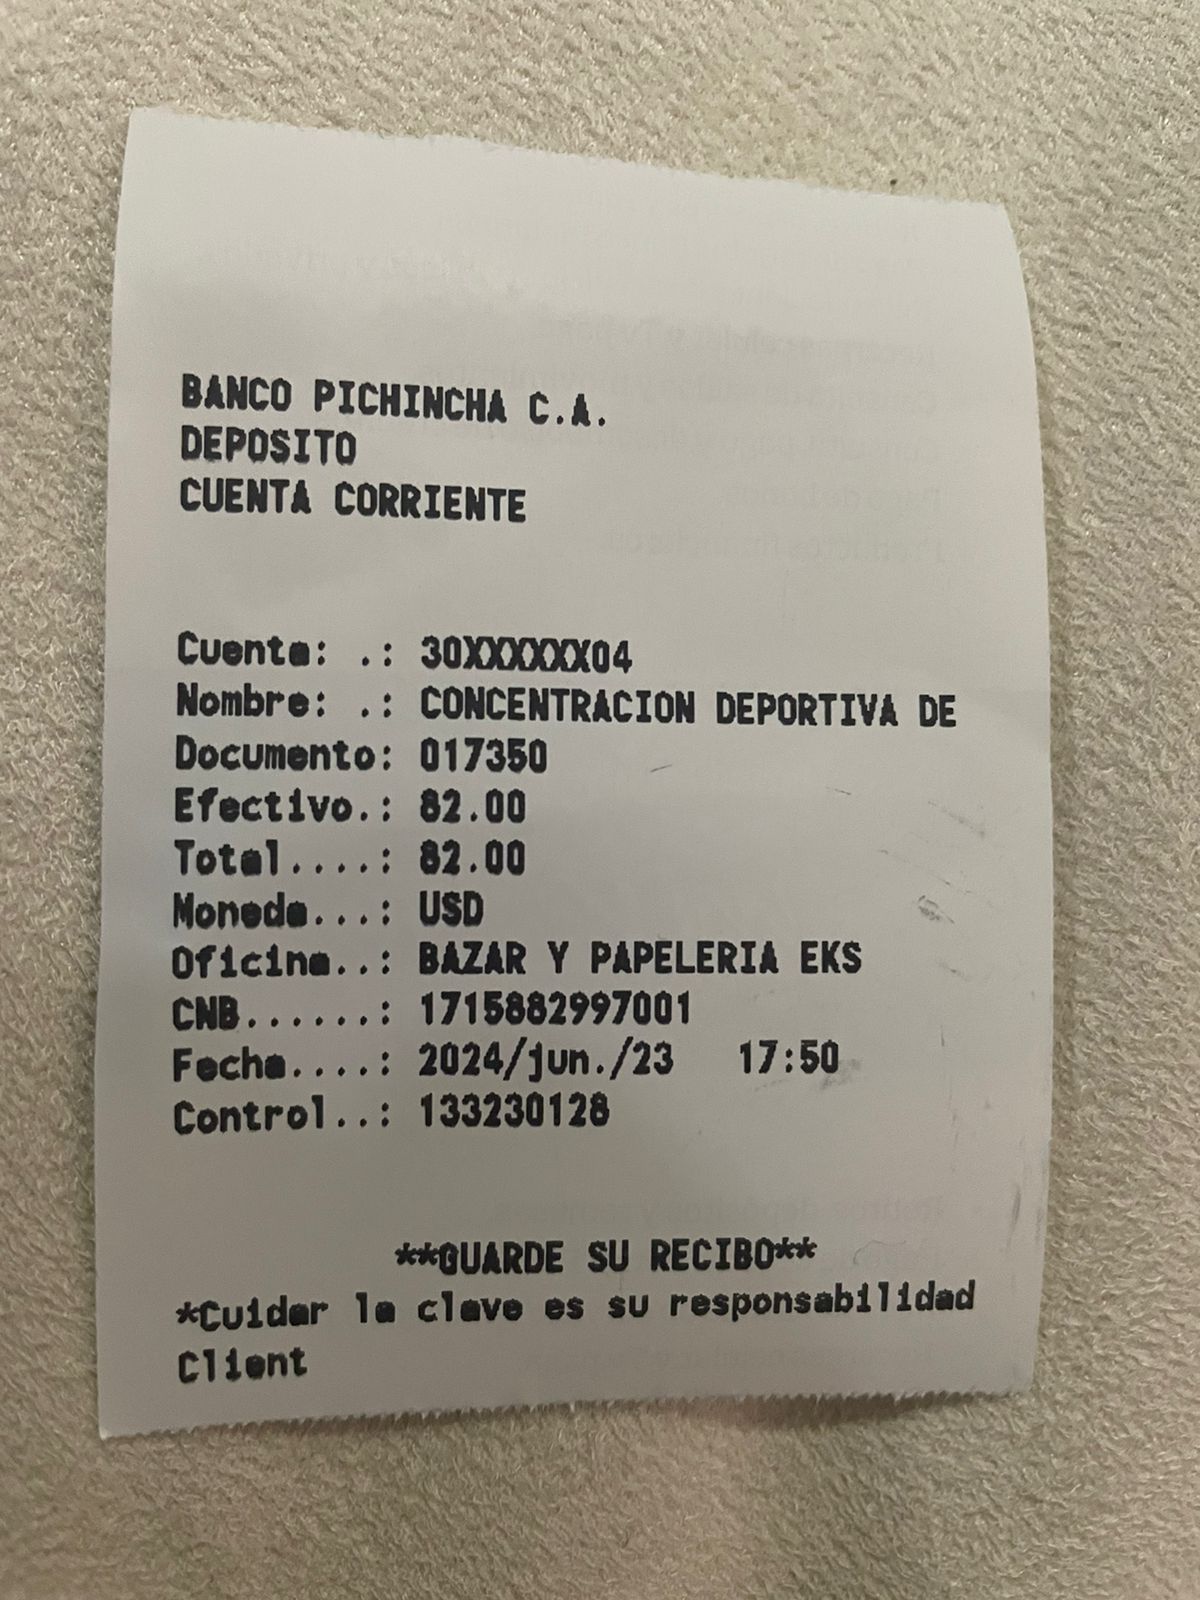 BANCO PICHINCHA C.A.
DEPOSITO
CUENTA CORRIENTE
Cuenta: .: 30XXXXXX04
Nombre: .: CONCENTRACION DEPORTIVA DE
Documento: 017350
Efectivo.: 82.00
Total....: 82.00
Moneda...: USD
Oficina..: BAZAR Y PAPELERIA EKS
CNB......: 1715882997001
Fecha....: 2024/jun./23 17:50
Control..: 133230128
**GUARDE SU RECIBO**
*Cuidar la clave es su responsabilidad
Client